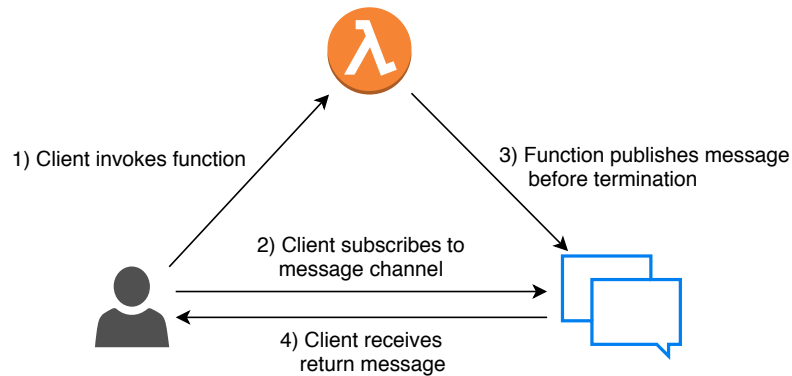 1) Client invokes function
3) Function publishes message
before termination
2) Client subscribes to
message channel
4) Client receives
return message